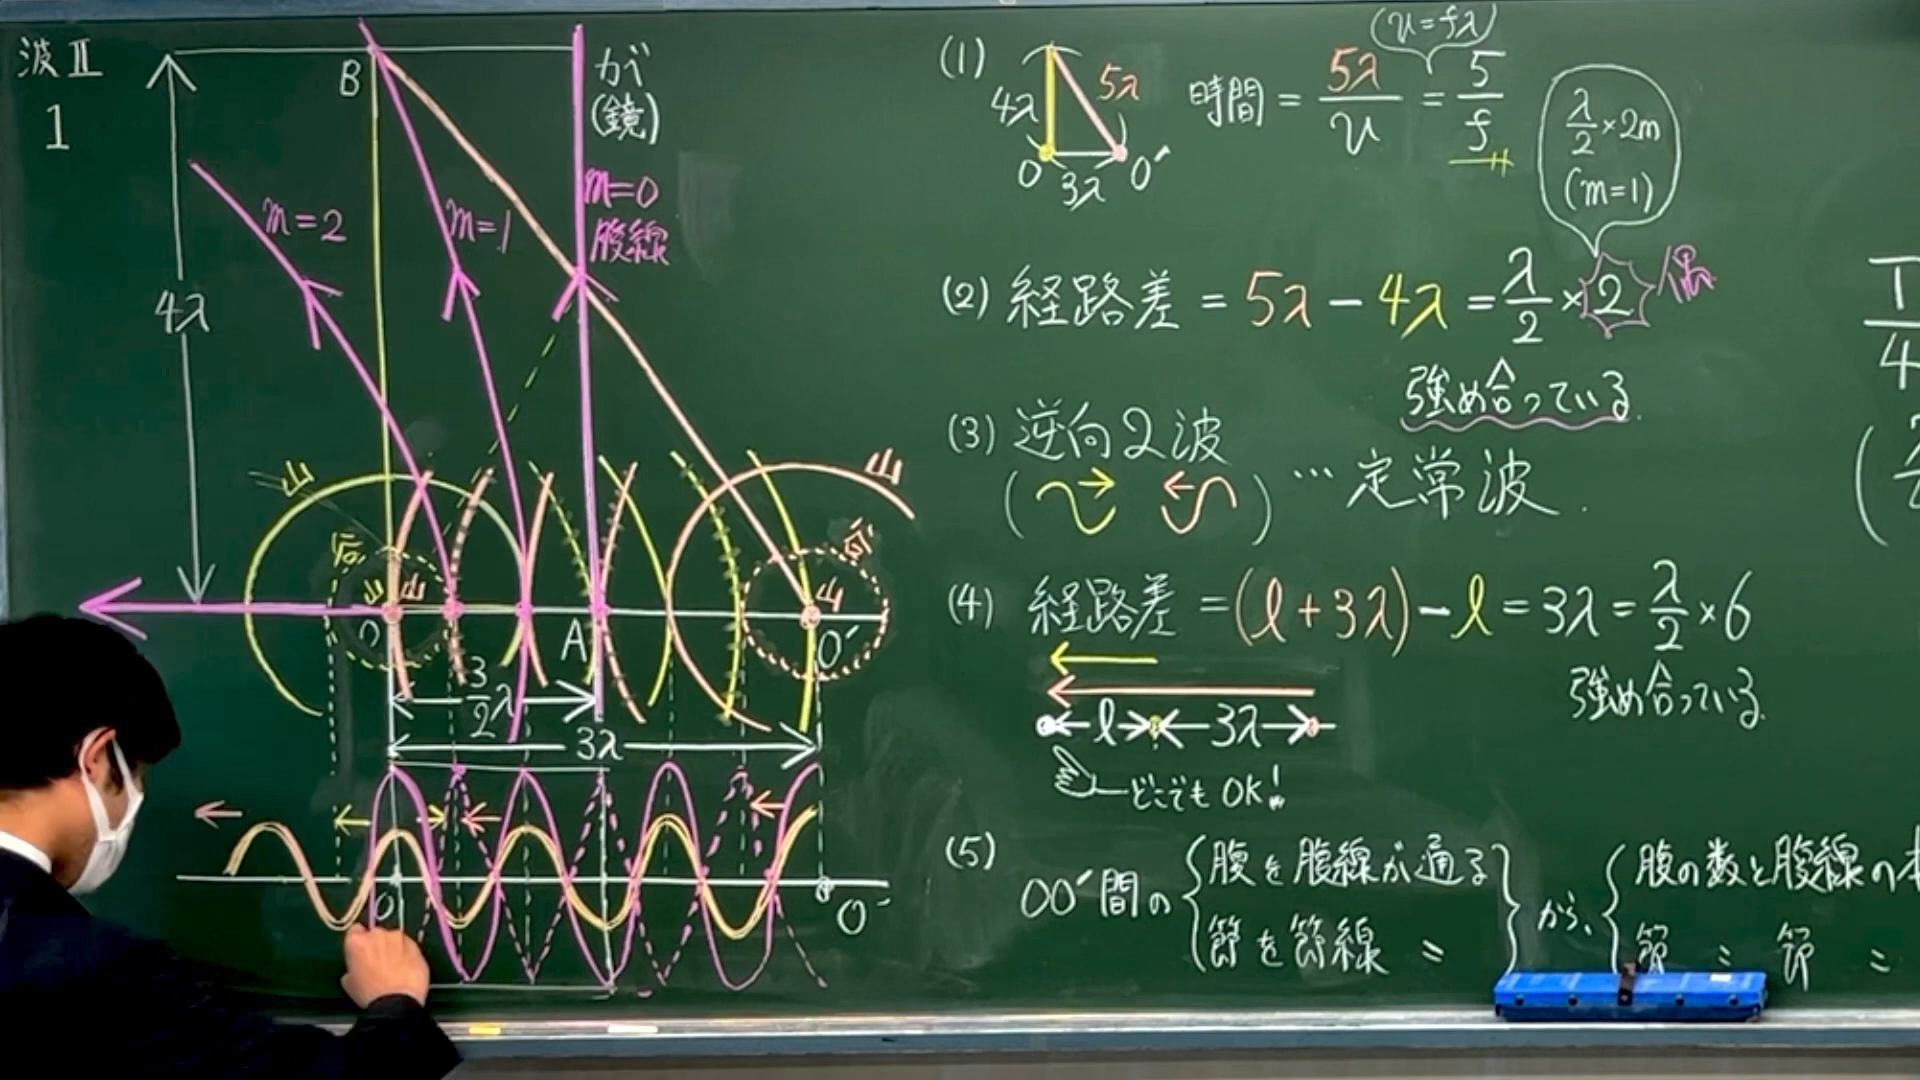 波II
1
B
が
(鏡)
m=0
腹線
m=1
m=2
4λ
山
山
谷
谷
山
山
山
O
A
O´
3/2 λ
3λ
O
O´
(1)
4λ
5λ
O
3λ
O´
時間 = 5λ/v = 5/f
(v=fλ)
λ/2 ×2m
(m=1)
(2) 経路差 = 5λ − 4λ = λ/2 × 2
偶
強め合っている.
(3) 逆向2波
( ) … 定常波.
(4) 経路差 = (l+3λ)−l = 3λ = λ/2 ×6
強め合っている.
l
3λ
どこでも OK!
(5)
OO´間の
腹を腹線が通る
節を節線 〃
から、
腹の数と腹線の
節 〃 節 〃
T/4
(λ